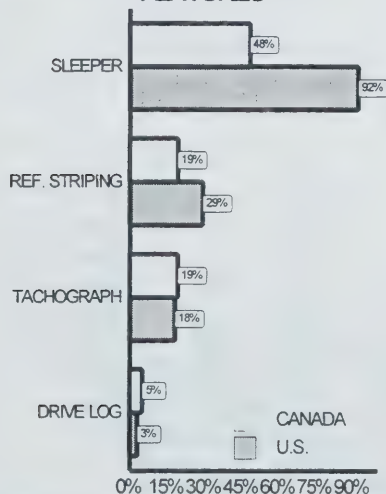 SLEEPER
48%
92%
REF. STRIPING
19%
29%
TACHOGRAPH
19%
18%
DRIVE LOG
5%
3%
CANADA
U.S.
0% 15% 30% 45% 60% 75% 90%